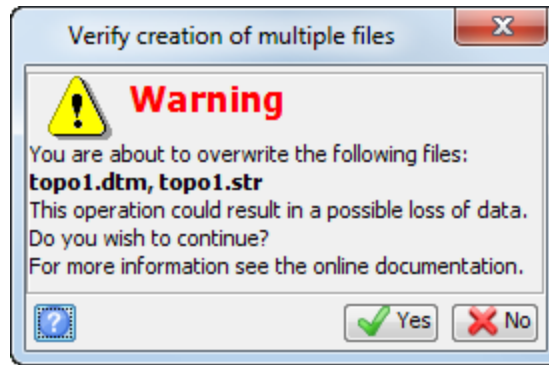 Verify creation of multiple files
Warning
You are about to overwrite the following files:
topo1.dtm, topo1.str
This operation could result in a possible loss of data.
Do you wish to continue?
For more information see the online documentation.
? Yes No